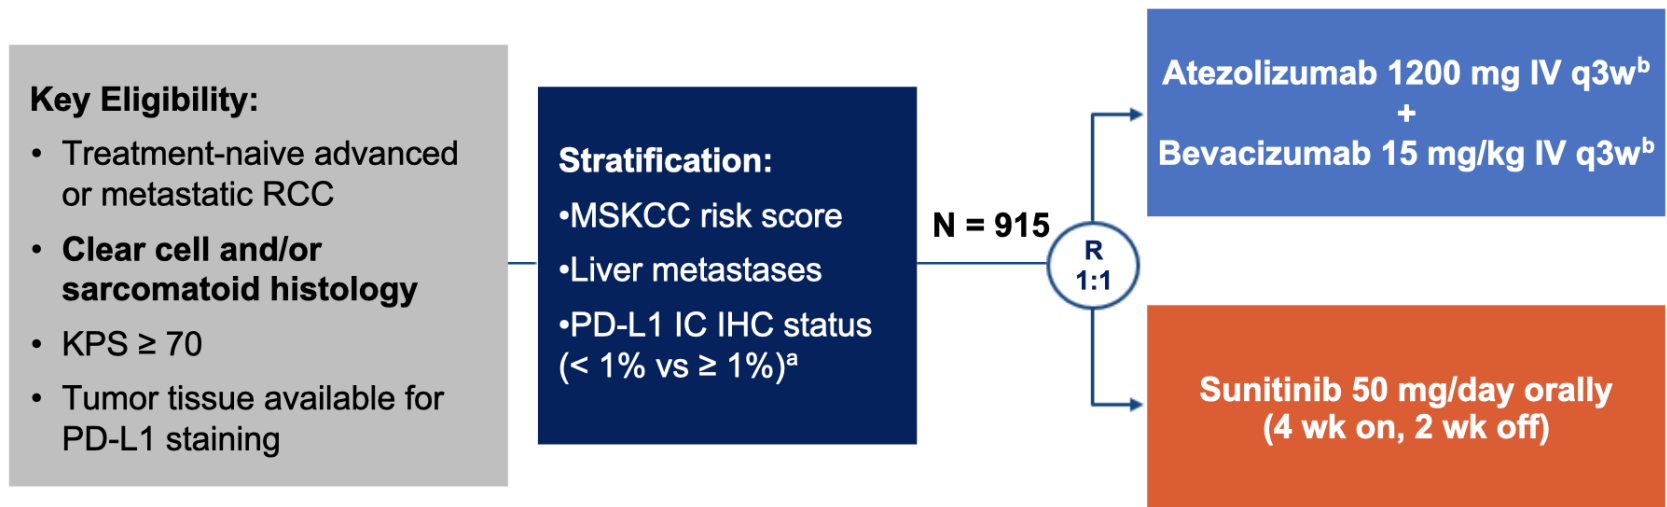 Key Eligibility:
• Treatment-naive advanced
or metastatic RCC
• Clear cell and/or
sarcomatoid histology
• KPS ≥ 70
• Tumor tissue available for
PD-L1 staining
Stratification:
•MSKCC risk score
•Liver metastases
•PD-L1 IC IHC status
(< 1% vs ≥ 1%)ᵃ
N = 915
R
1:1
Atezolizumab 1200 mg IV q3wᵇ
+
Bevacizumab 15 mg/kg IV q3wᵇ
Sunitinib 50 mg/day orally
(4 wk on, 2 wk off)